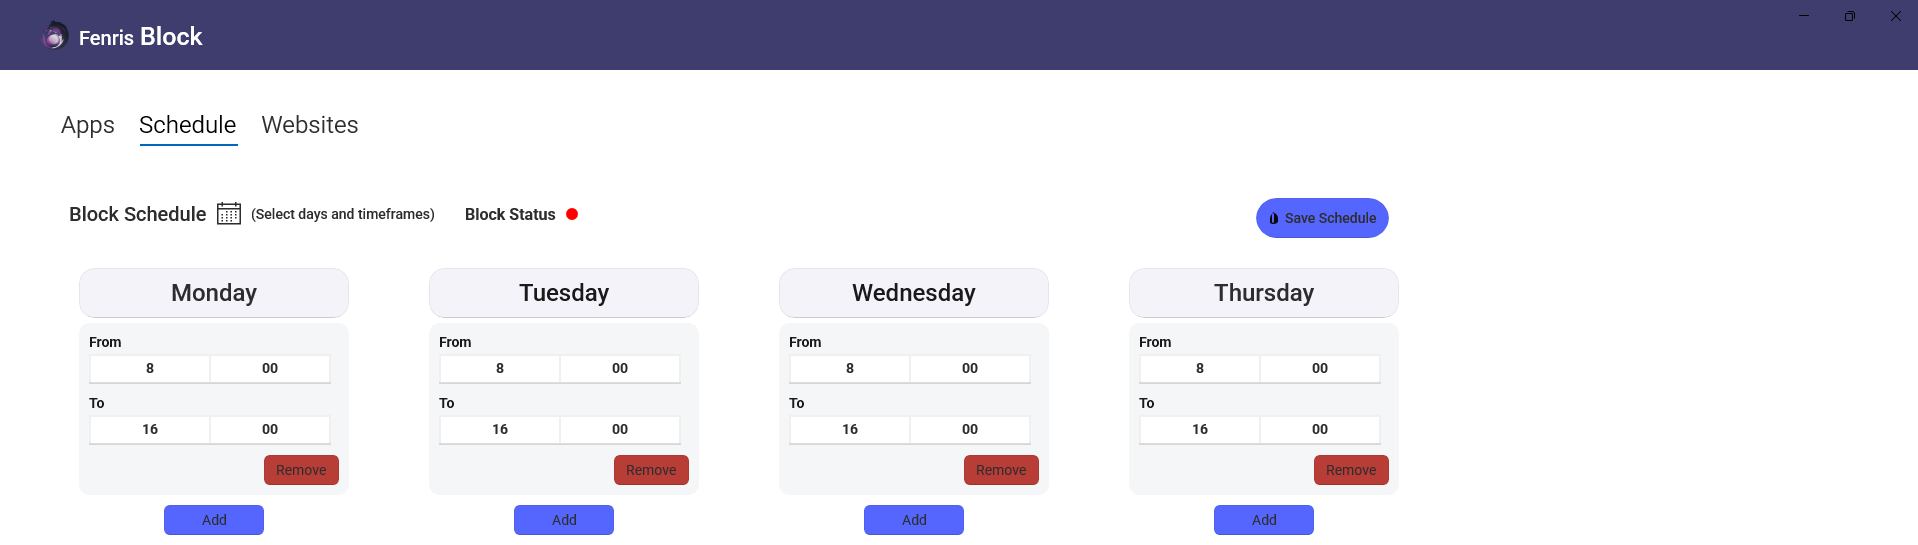 Fenris Block
Apps Schedule Websites
Block Schedule (Select days and timeframes) Block Status Save Schedule
Monday Tuesday Wednesday Thursday
From From From From
8 00 8 00 8 00 8 00
To To To To
16 00 16 00 16 00 16 00
Remove Remove Remove Remove
Add Add Add Add